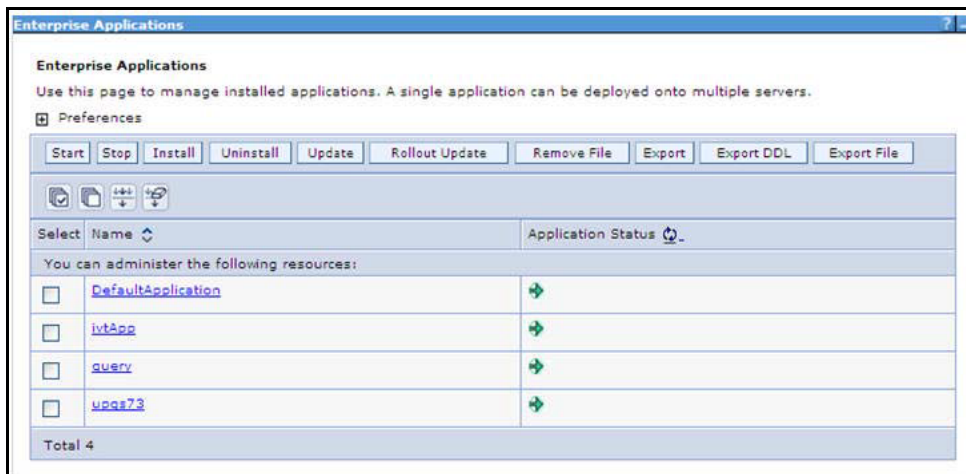 Enterprise Applications
Enterprise Applications
Use this page to manage installed applications. A single application can be deployed onto multiple servers.
Preferences
Start Stop Install Uninstall Update Rollout Update Remove File Export Export DDL Export File
Select Name Application Status
You can administer the following resources:
DefaultApplication
ivtApp
query
upgs73
Total 4